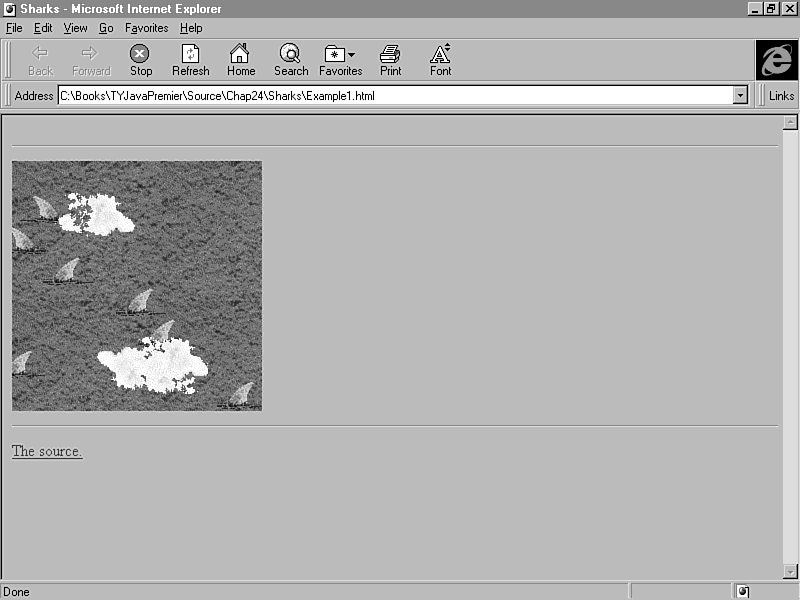 Sharks - Microsoft Internet Explorer
File Edit View Go Favorites Help
Back Forward Stop Refresh Home Search Favorites Print Font
Address C:\Books\TYJavaPremier\Source\Chap24\Sharks\Example1.html Links
The source.
Done